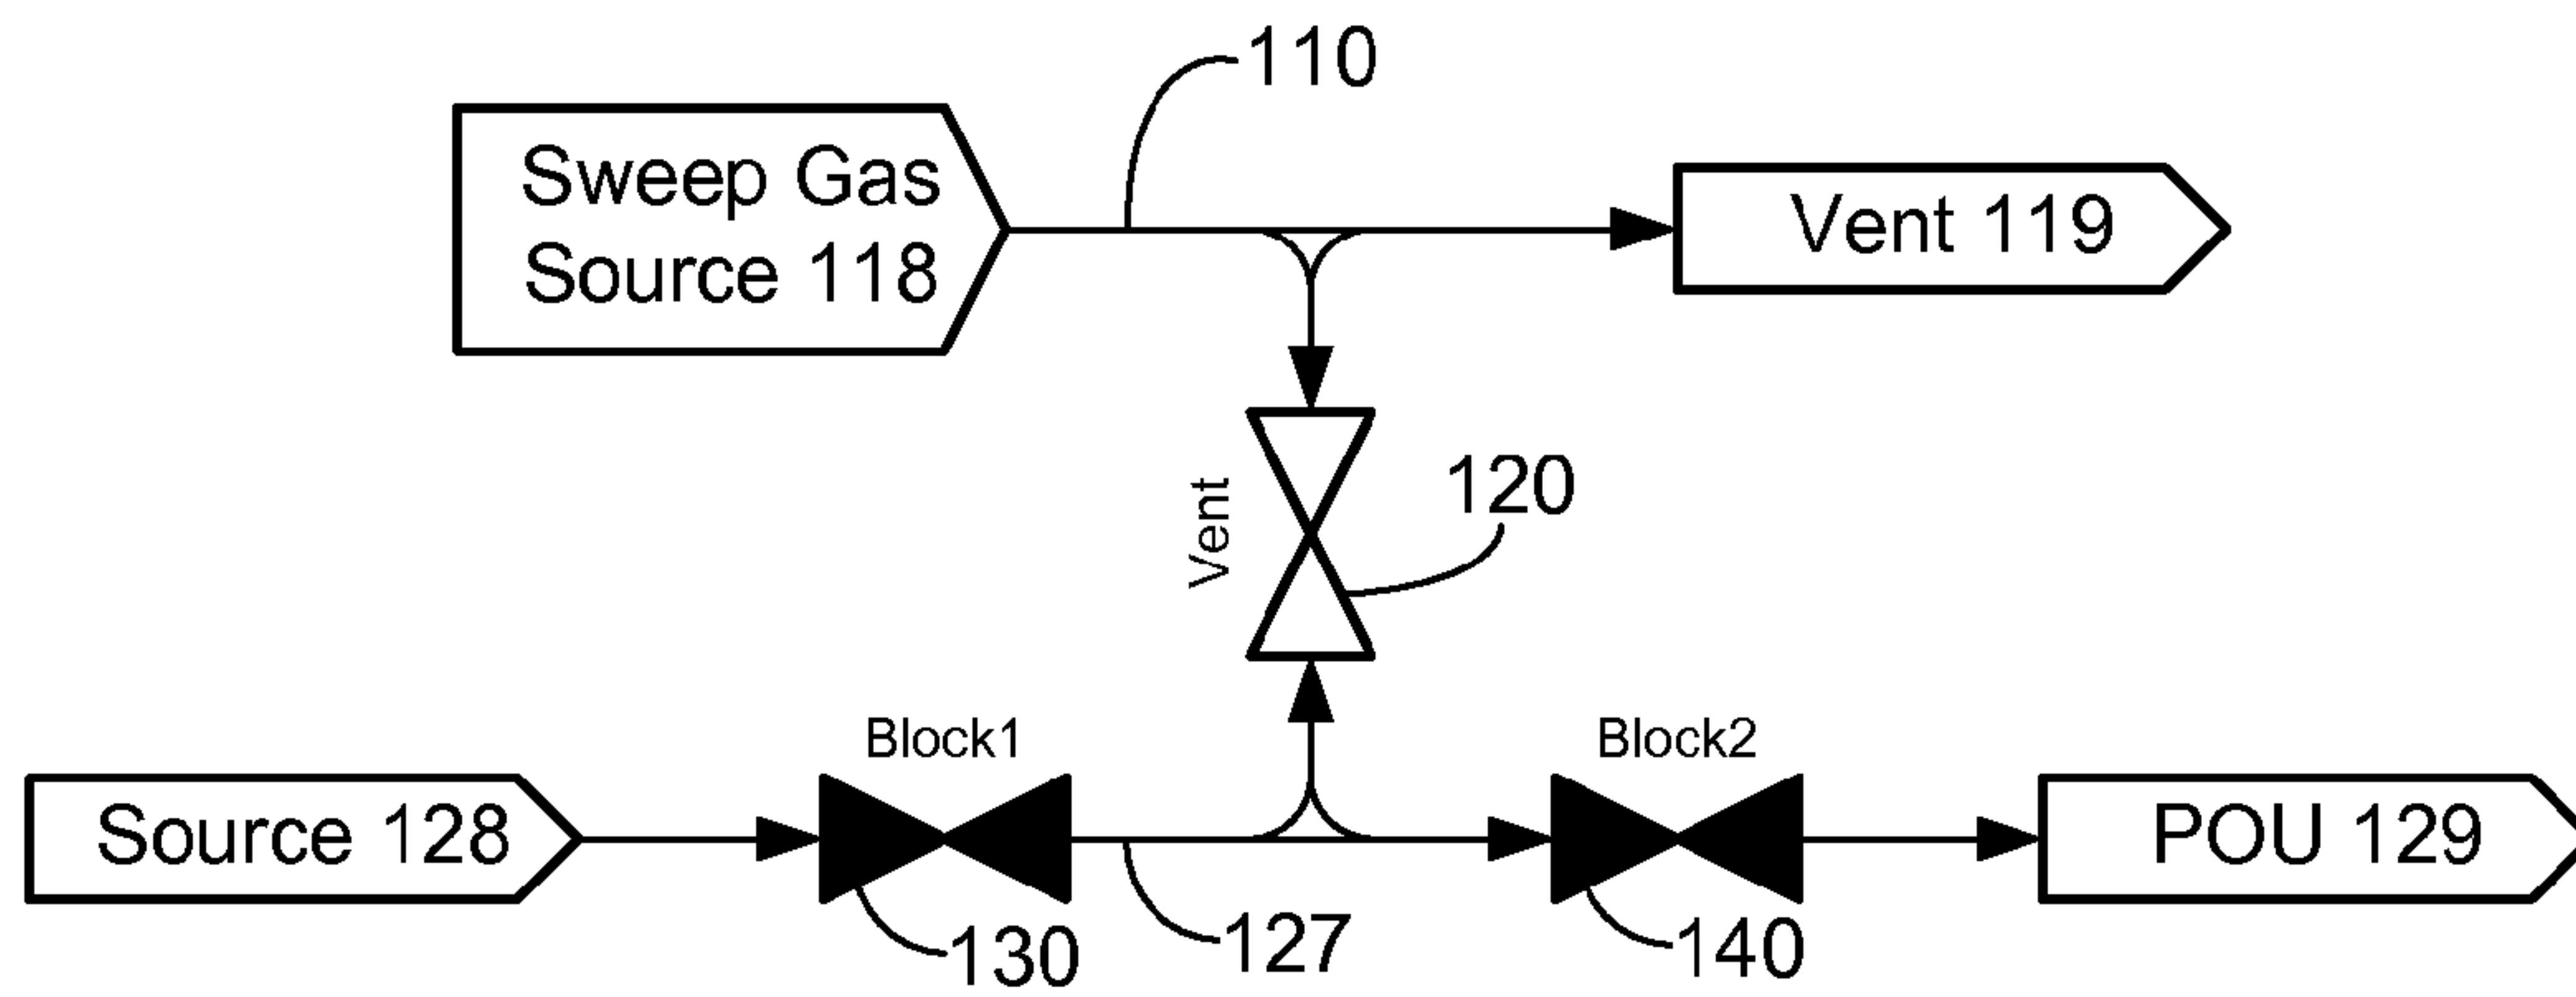 110
Sweep Gas
Source 118
Vent 119
Vent
120
Block1
Block2
Source 128
POU 129
130
127
140